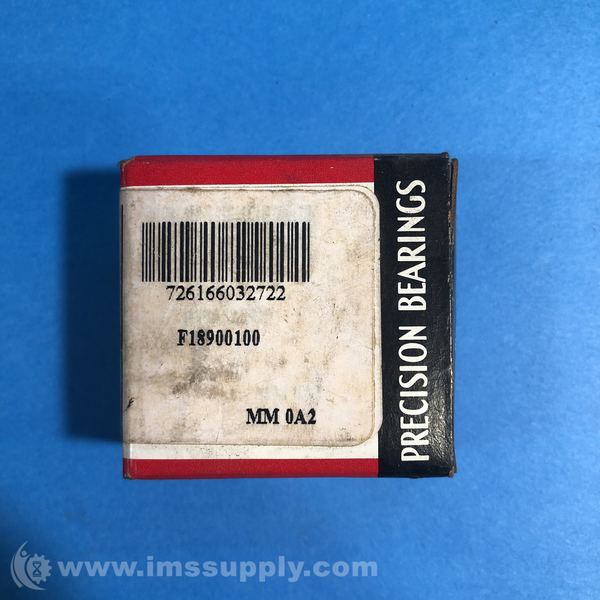 726166032722
F18900100
MM 0A2
PRECISION BEARINGS
www.imssupply.com